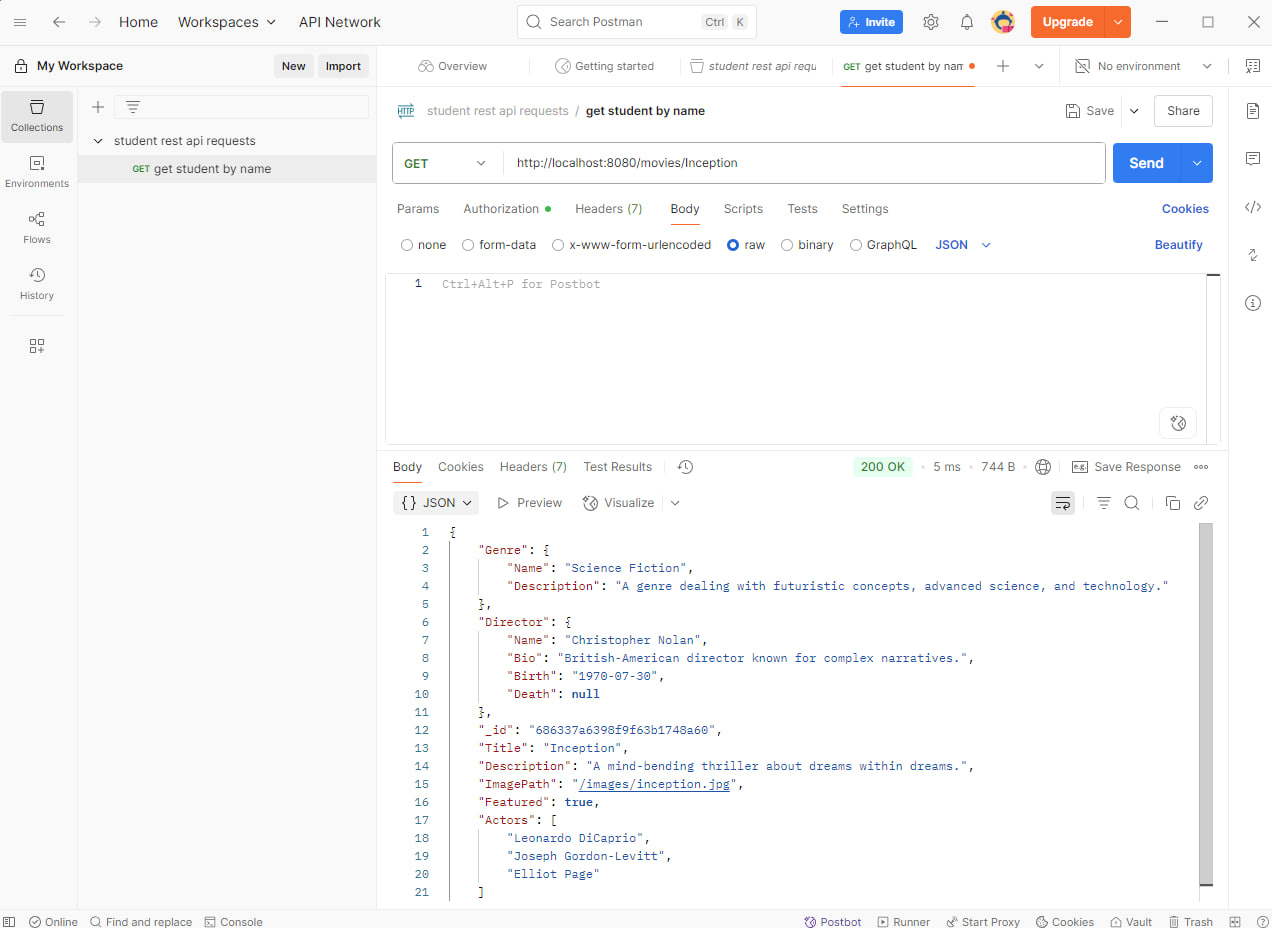 Home Workspaces API Network Search Postman Ctrl K Invite Upgrade
My Workspace New Import Overview Getting started student rest api requ GET get student by nam No environment
Collections
Environments
Flows
History
student rest api requests
GET get student by name
HTTP student rest api requests / get student by name Save Share
GET http://localhost:8080/movies/Inception Send
Params Authorization Headers (7) Body Scripts Tests Settings Cookies
none form-data x-www-form-urlencoded raw binary GraphQL JSON Beautify
1 Ctrl+Alt+P for Postbot
Body Cookies Headers (7) Test Results 200 OK 5 ms 744 B e.g. Save Response
{} JSON Preview Visualize
1 {
2 "Genre": {
3 "Name": "Science Fiction",
4 "Description": "A genre dealing with futuristic concepts, advanced science, and technology."
5 },
6 "Director": {
7 "Name": "Christopher Nolan",
8 "Bio": "British-American director known for complex narratives.",
9 "Birth": "1970-07-30",
10 "Death": null
11 },
12 "_id": "686337a6398f9f63b1748a60",
13 "Title": "Inception",
14 "Description": "A mind-bending thriller about dreams within dreams.",
15 "ImagePath": "/images/inception.jpg",
16 "Featured": true,
17 "Actors": [
18 "Leonardo DiCaprio",
19 "Joseph Gordon-Levitt",
20 "Elliot Page"
21 ]
Online Find and replace Console Postbot Runner Start Proxy Cookies Vault Trash